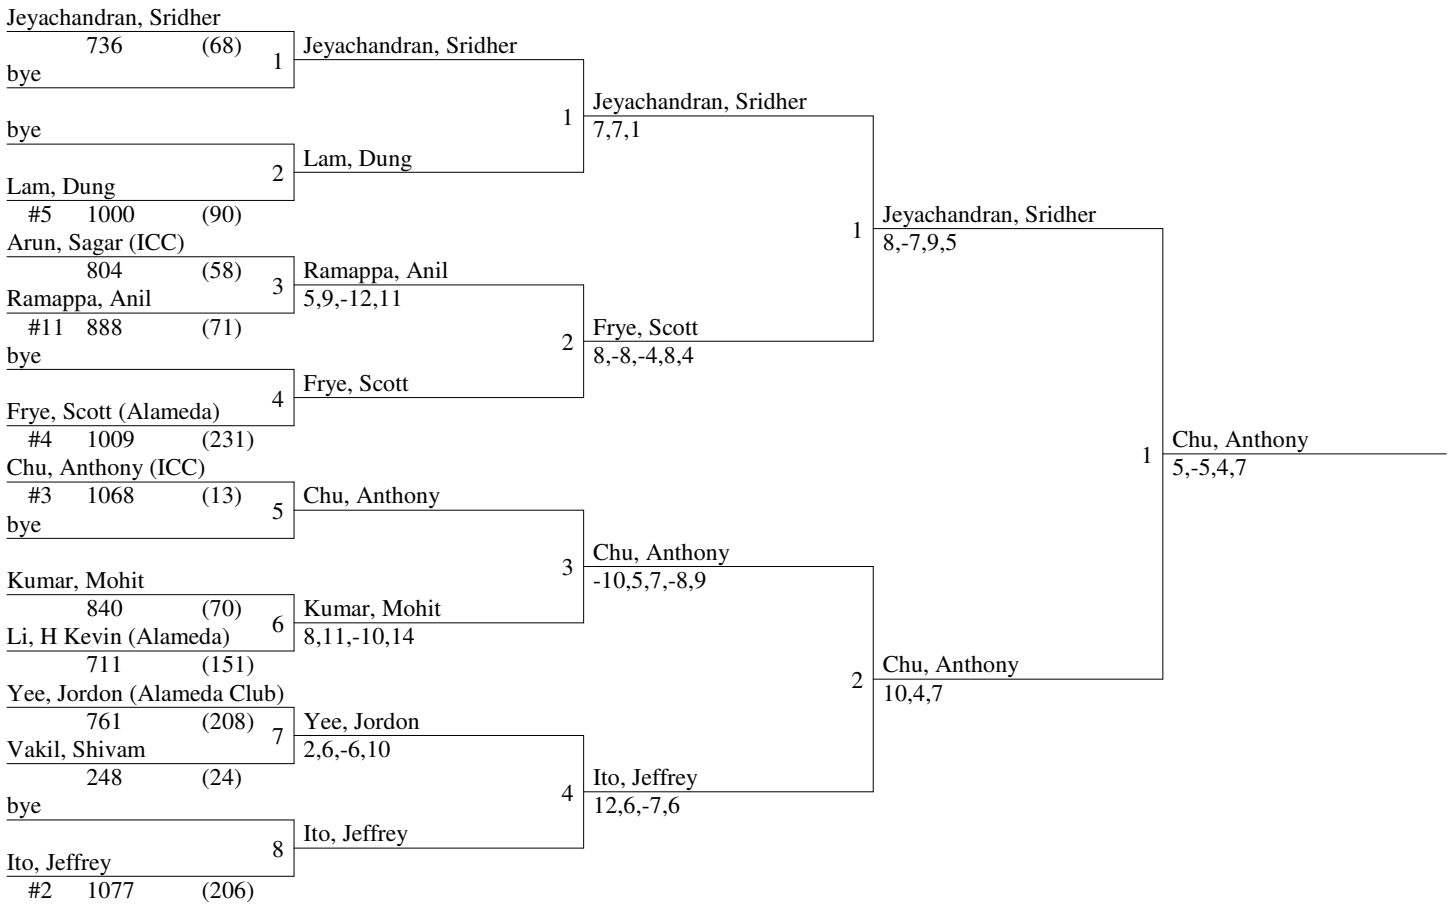 Jeyachandran, Sridher
736 (68)
bye
1
Jeyachandran, Sridher
bye
Lam, Dung
#5 1000 (90)
2
Lam, Dung
1
Jeyachandran, Sridher
7,7,1
Arun, Sagar (ICC)
804 (58)
Ramappa, Anil
#11 888 (71)
3
Ramappa, Anil
5,9,-12,11
bye
Frye, Scott (Alameda)
#4 1009 (231)
4
Frye, Scott
2
Frye, Scott
8,-8,-4,8,4
1
Jeyachandran, Sridher
8,-7,9,5
Chu, Anthony (ICC)
#3 1068 (13)
bye
5
Chu, Anthony
Kumar, Mohit
840 (70)
Li, H Kevin (Alameda)
711 (151)
6
Kumar, Mohit
8,11,-10,14
3
Chu, Anthony
-10,5,7,-8,9
Yee, Jordon (Alameda Club)
761 (208)
Vakil, Shivam
248 (24)
7
Yee, Jordon
2,6,-6,10
bye
Ito, Jeffrey
#2 1077 (206)
8
Ito, Jeffrey
4
Ito, Jeffrey
12,6,-7,6
2
Chu, Anthony
10,4,7
1
Chu, Anthony
5,-5,4,7